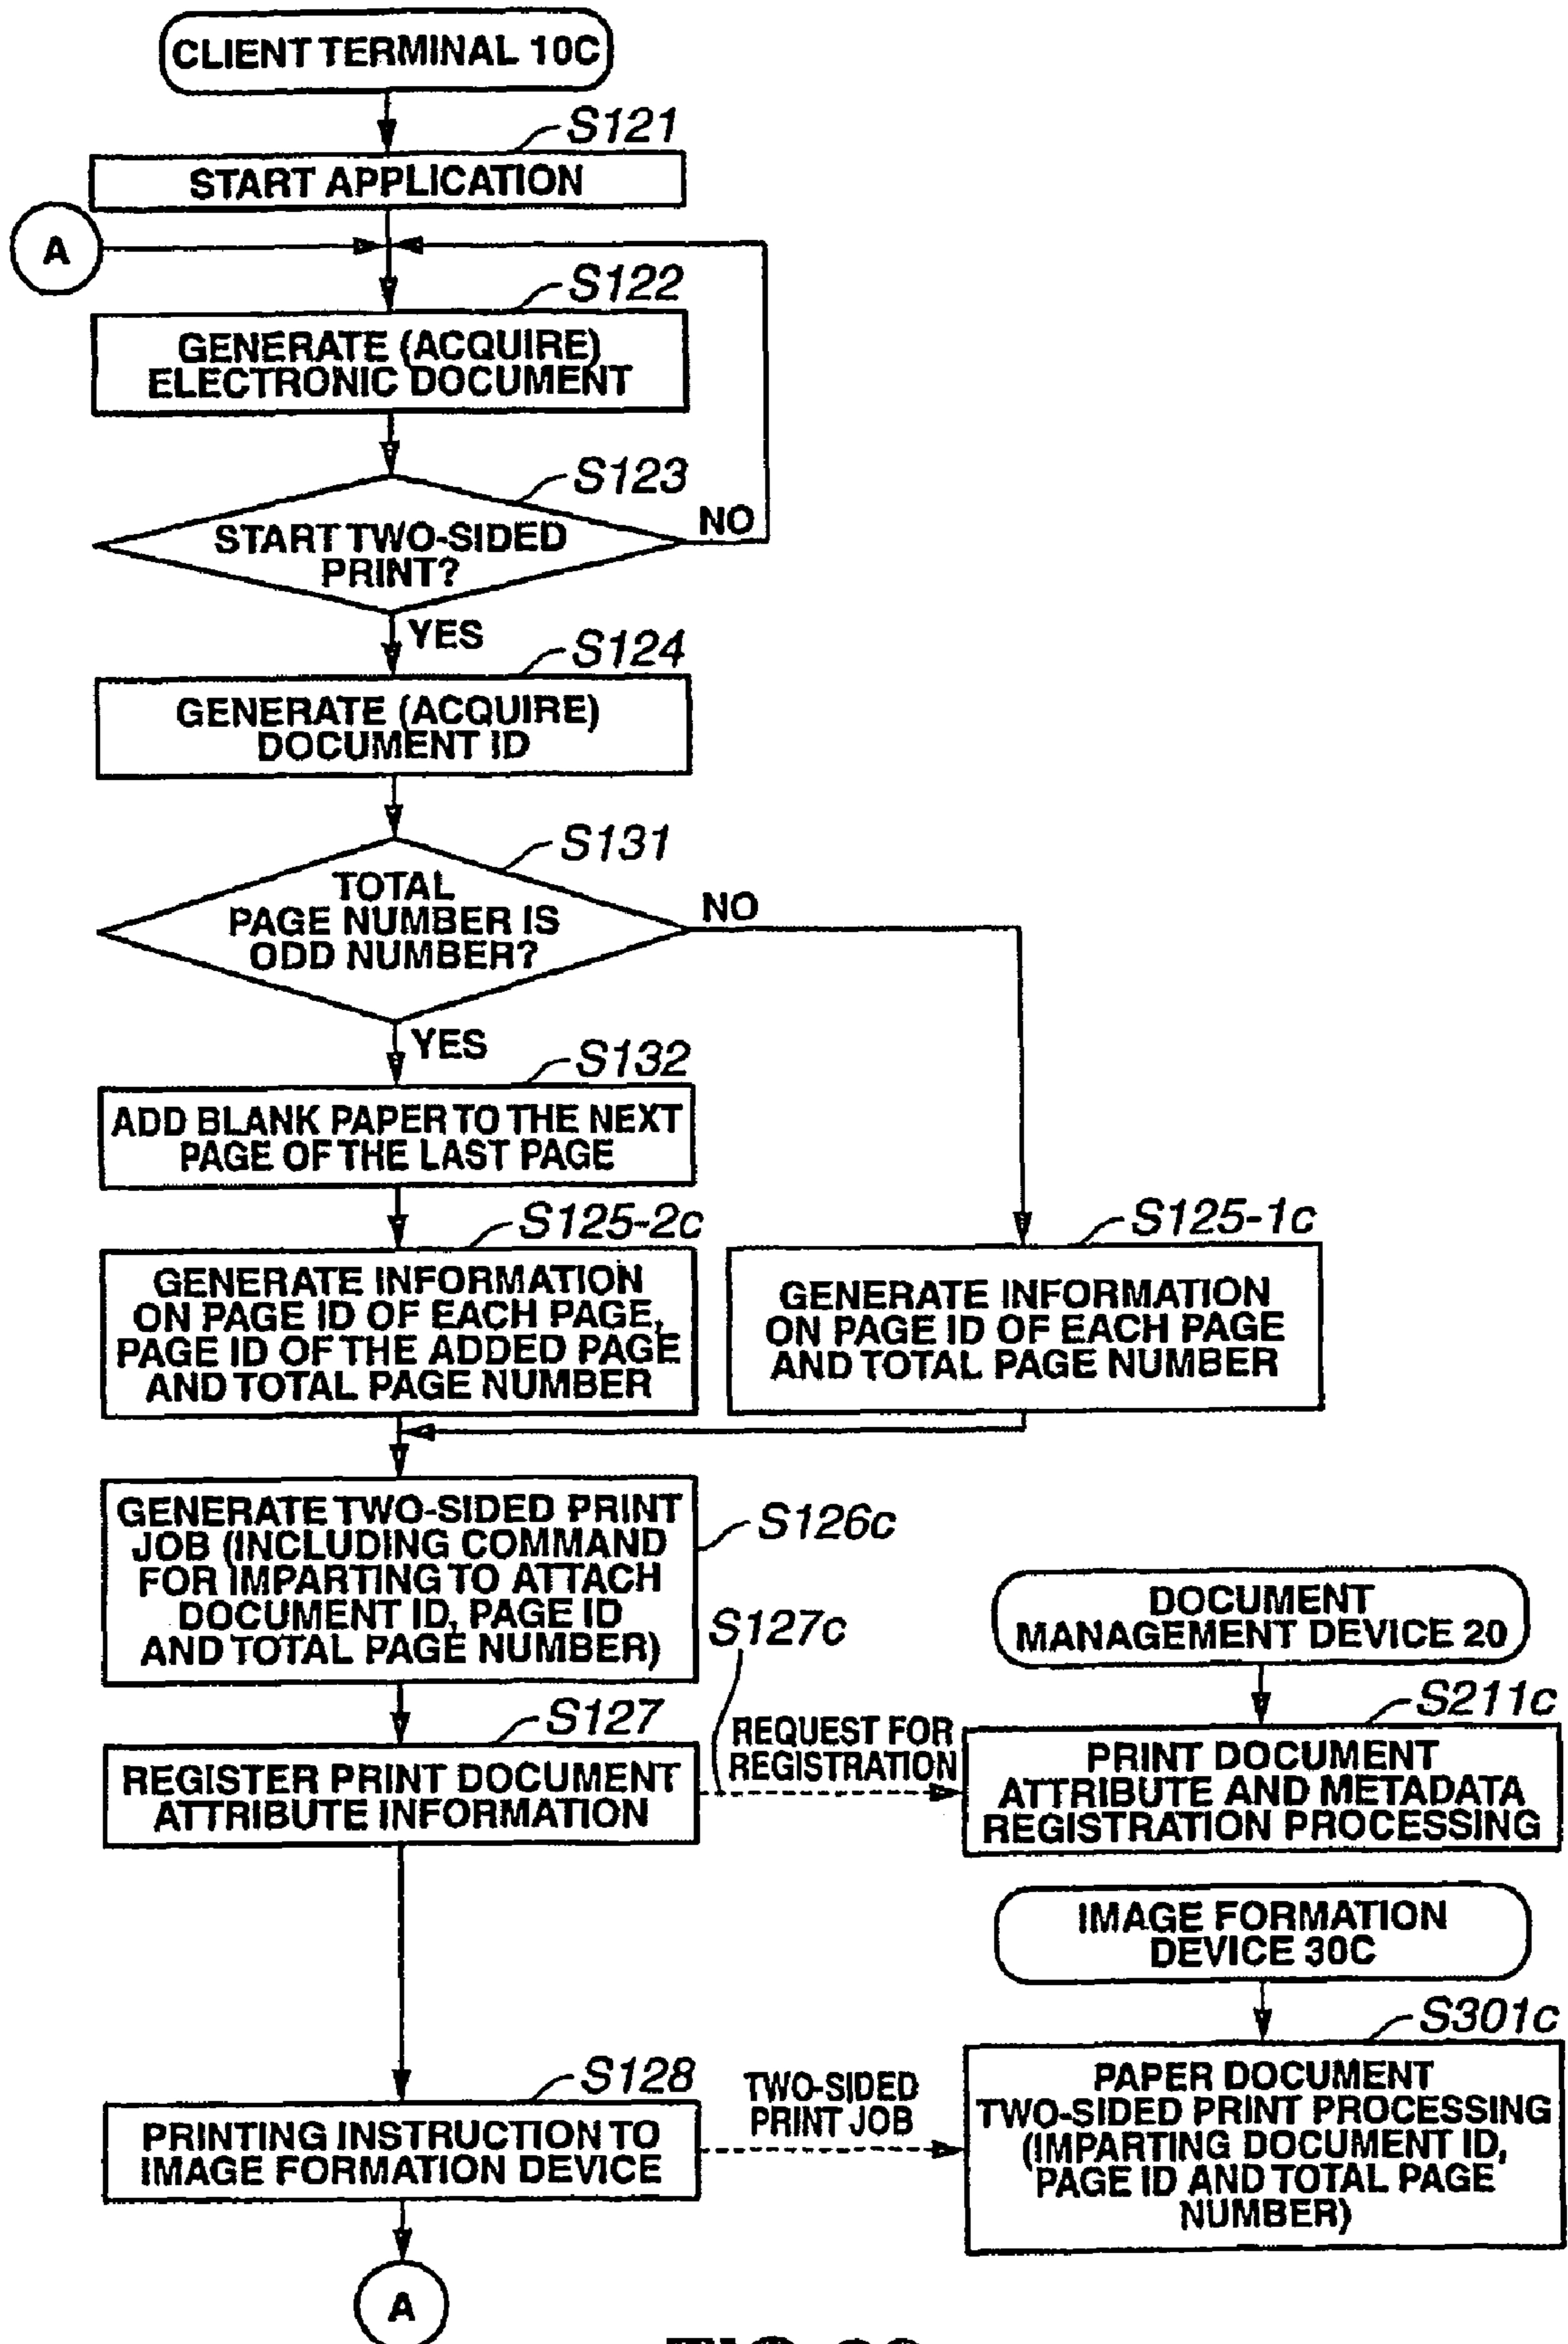 CLIENT TERMINAL 10C
S121
START APPLICATION
A
S122
GENERATE (ACQUIRE)
ELECTRONIC DOCUMENT
S123
START TWO-SIDED
PRINT?
NO
YES
S124
GENERATE (ACQUIRE)
DOCUMENT ID
S131
TOTAL
PAGE NUMBER IS
ODD NUMBER?
NO
YES
S132
ADD BLANK PAPER TO THE NEXT
PAGE OF THE LAST PAGE
S125-2c
GENERATE INFORMATION
ON PAGE ID OF EACH PAGE,
PAGE ID OF THE ADDED PAGE
AND TOTAL PAGE NUMBER
S125-1c
GENERATE INFORMATION
ON PAGE ID OF EACH PAGE
AND TOTAL PAGE NUMBER
GENERATE TWO-SIDED PRINT
JOB (INCLUDING COMMAND
FOR IMPARTING TO ATTACH
DOCUMENT ID, PAGE ID
AND TOTAL PAGE NUMBER)
S126c
S127c
DOCUMENT
MANAGEMENT DEVICE 20
S127
REGISTER PRINT DOCUMENT
ATTRIBUTE INFORMATION
REQUEST FOR
REGISTRATION
S211c
PRINT DOCUMENT
ATTRIBUTE AND METADATA
REGISTRATION PROCESSING
IMAGE FORMATION
DEVICE 30C
S128
PRINTING INSTRUCTION TO
IMAGE FORMATION DEVICE
TWO-SIDED
PRINT JOB
S301c
PAPER DOCUMENT
TWO-SIDED PRINT PROCESSING
(IMPARTING DOCUMENT ID,
PAGE ID AND TOTAL PAGE
NUMBER)
A